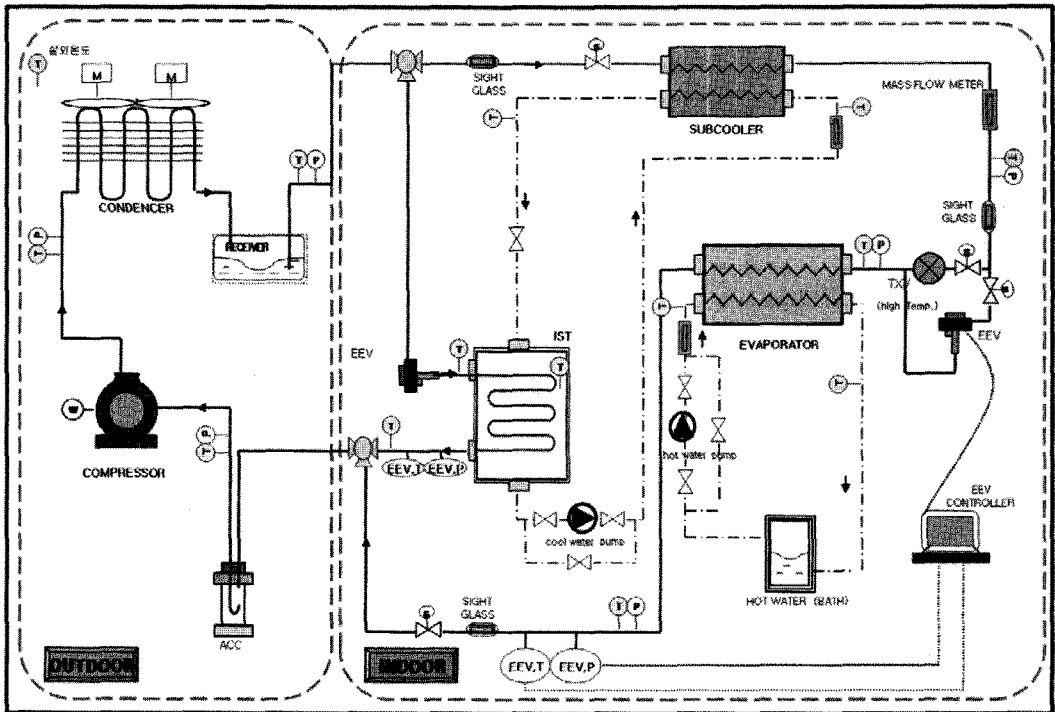 실외온도
T
M
M
CONDENCER
T P
RECEIVER
P
T
W
COMPRESSOR
P
T
ACC
OUTDOOR
SIGHT
GLASS
S
SUBCOOLER
MASS FLOW METER
T
T
T
P
SIGHT
GLASS
T P
S
TXV
(high Temp.)
S
EEV
EVAPORATOR
T
T
EEV
T
IST
T
T
EEV,T
EEV,P
hot water pump
cool water pump
HOT WATER (BATH)
EEV
CONTROLLER
S
SIGHT
GLASS
T P
EEV,T
EEV,P
INDOOR